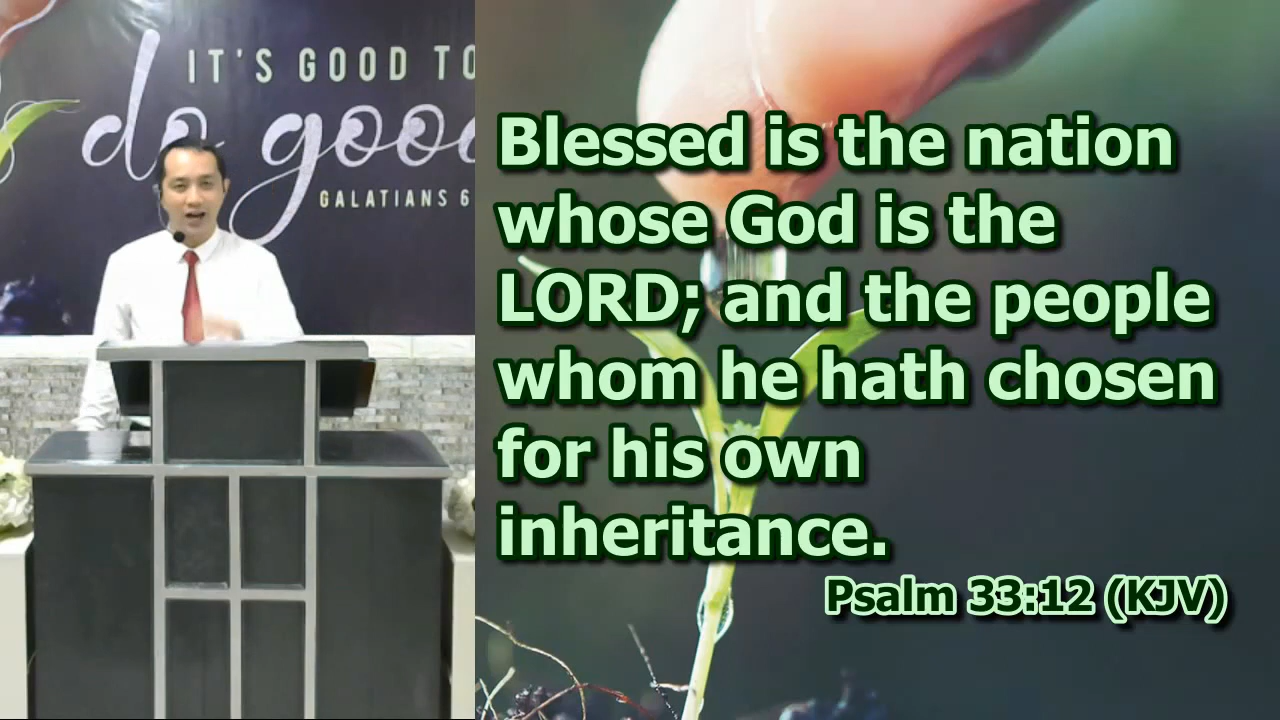 IT'S GOOD TO
do good
GALATIANS 6
Blessed is the nation
whose God is the
LORD; and the people
whom he hath chosen
for his own
inheritance.
Psalm 33:12 (KJV)